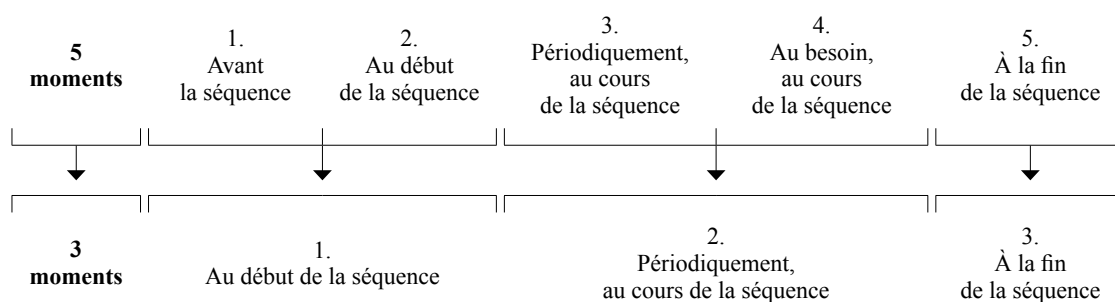 5
moments
1.
Avant
la séquence
2.
Au début
de la séquence
3.
Périodiquement,
au cours
de la séquence
4.
Au besoin,
au cours
de la séquence
5.
À la fin
de la séquence
3
moments
1.
Au début de la séquence
2.
Périodiquement,
au cours de la séquence
3.
À la fin
de la séquence